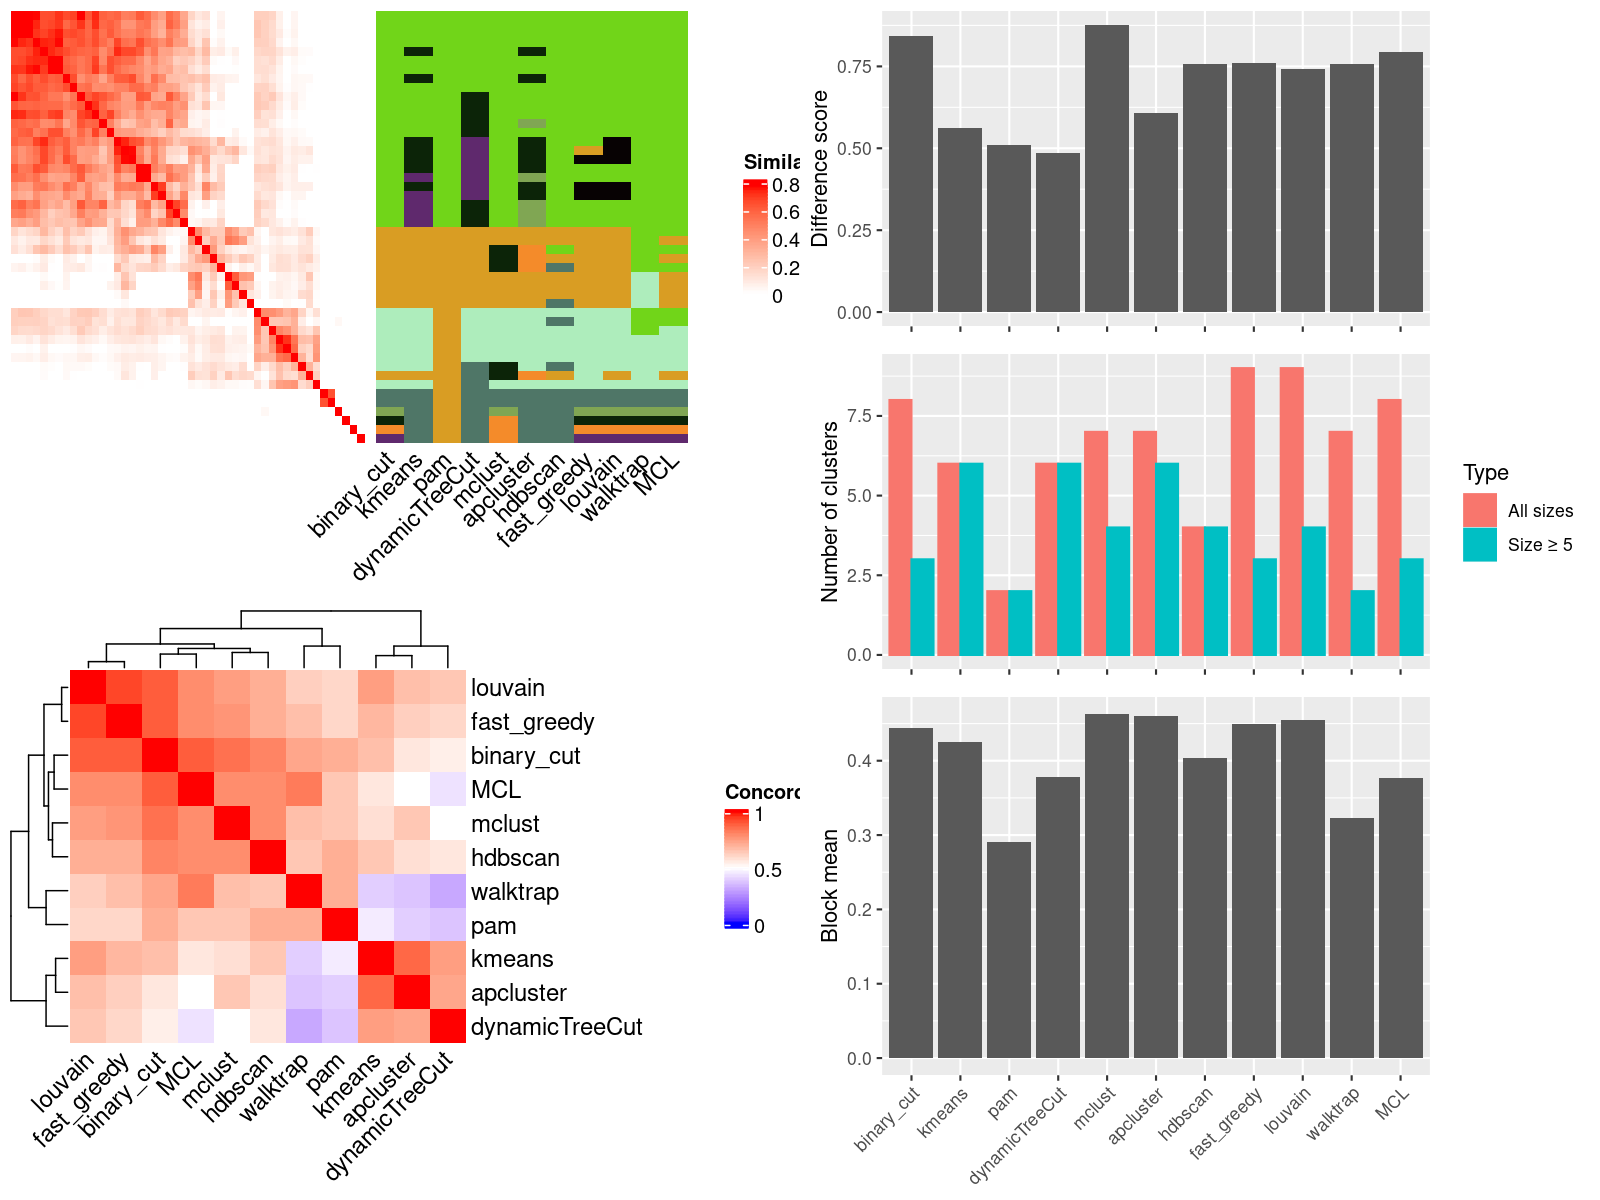 Simila
0.8
0.6
0.4
0.2
0
binary_cut
kmeans
pam
dynamicTreeCut
mclust
apcluster
hdbscan
fast_greedy
louvain
walktrap
MCL
louvain
fast_greedy
binary_cut
MCL
mclust
hdbscan
walktrap
pam
kmeans
apcluster
dynamicTreeCut
louvain
fast_greedy
binary_cut
MCL
mclust
hdbscan
walktrap
pam
kmeans
apcluster
dynamicTreeCut
Concord
1
0.5
0
Difference score
0.75
0.50
0.25
0.00
Number of clusters
7.5
5.0
2.5
0.0
Type
All sizes
Size ≥ 5
Block mean
0.4
0.3
0.2
0.1
0.0
binary_cut
kmeans
pam
dynamicTreeCut
mclust
apcluster
hdbscan
fast_greedy
louvain
walktrap
MCL